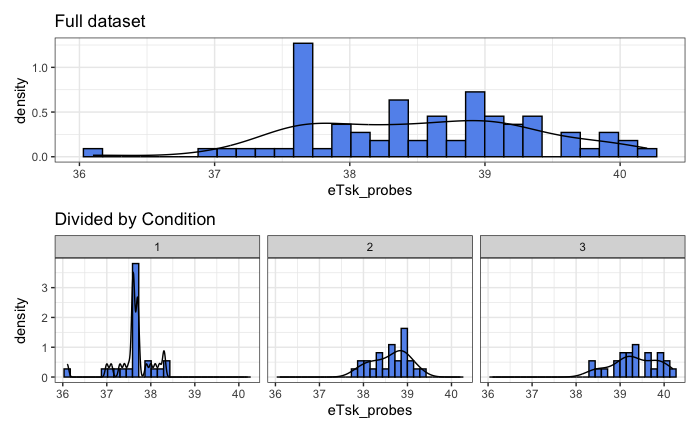 Full dataset
1.0
0.5
0.0
density
36 37 38 39 40
eTsk_probes
Divided by Condition
1 2 3
3
2
1
0
density
36 37 38 39 40 36 37 38 39 40 36 37 38 39 40
eTsk_probes